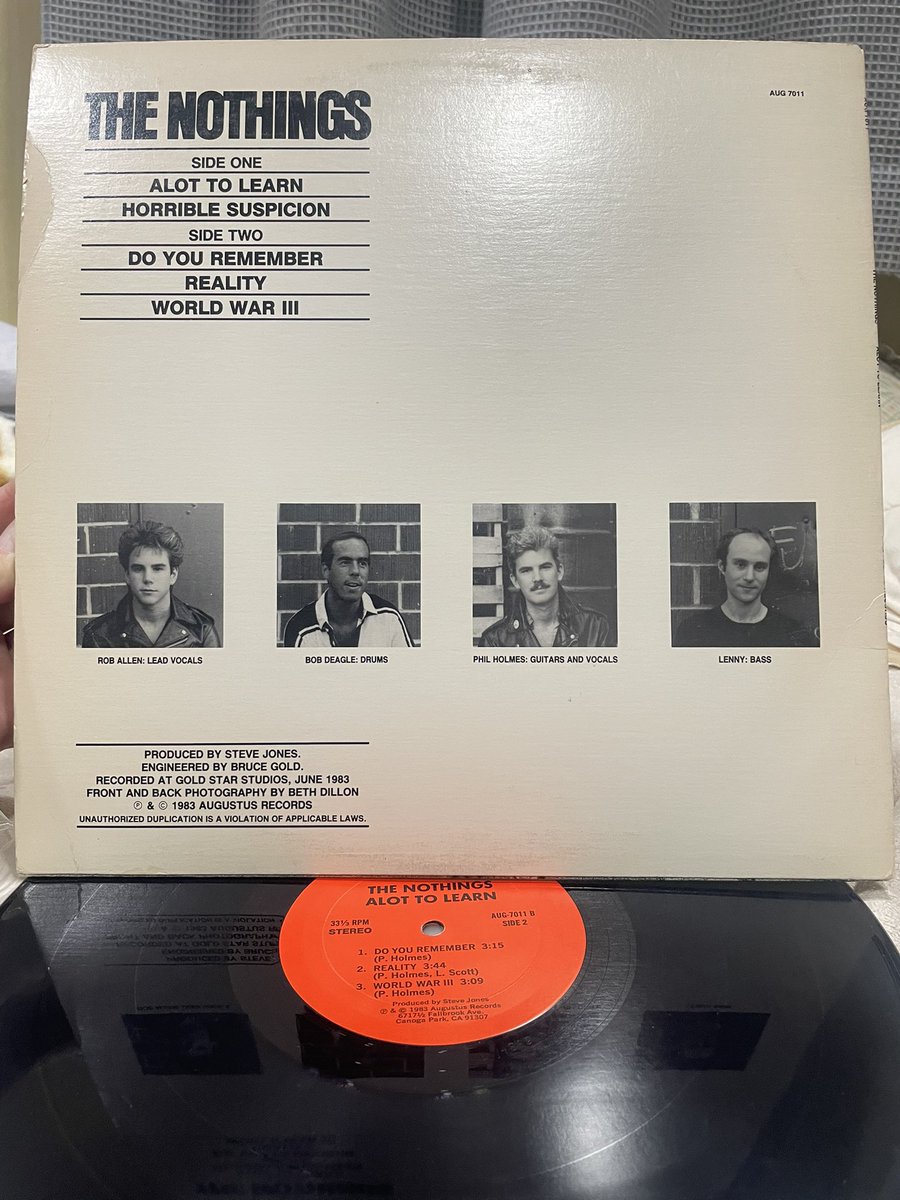 THE NOTHINGS
AUG 7011
SIDE ONE
ALOT TO LEARN
HORRIBLE SUSPICION
SIDE TWO
DO YOU REMEMBER
REALITY
WORLD WAR III
ROB ALLEN: LEAD VOCALS
BOB DEAGLE: DRUMS
PHIL HOLMES: GUITARS AND VOCALS
LENNY: BASS
PRODUCED BY STEVE JONES.
ENGINEERED BY BRUCE GOLD.
RECORDED AT GOLD STAR STUDIOS, JUNE 1983
FRONT AND BACK PHOTOGRAPHY BY BETH DILLON
℗ & © 1983 AUGUSTUS RECORDS
UNAUTHORIZED DUPLICATION IS A VIOLATION OF APPLICABLE LAWS.
THE NOTHINGS
ALOT TO LEARN
33⅓ RPM
STEREO
AUG-7011 B
SIDE 2
1. DO YOU REMEMBER 3:15
(P. Holmes)
2. REALITY 3:44
(P. Holmes, L. Scott)
3. WORLD WAR III 3:09
(P. Holmes)
Produced by Steve Jones
℗ & © 1983 Augustus Records
6717½ Fallbrook Ave.
Canoga Park, CA 91307